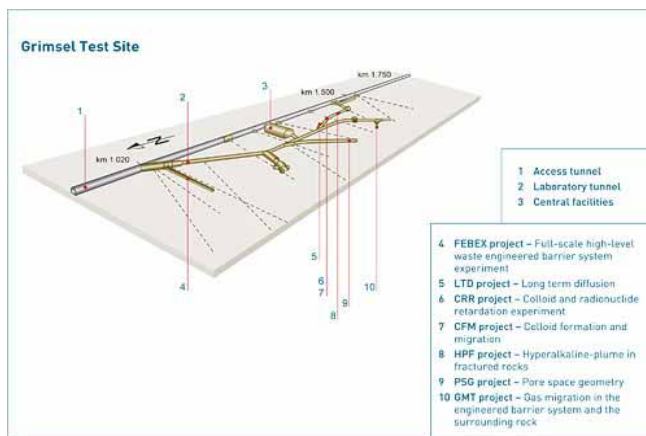 Grimsel Test Site
km 1.750
3
km 1.500
2
1
N
km 1.020
1 Access tunnel
2 Laboratory tunnel
3 Central facilities
5
6
7
8
9
10
4
4 FEBEX project – Full-scale high-level
waste engineered barrier system
experiment
5 LTD project – Long term diffusion
6 CRR project – Colloid and radionuclide
retardation experiment
7 CFM project – Colloid formation and
migration
8 HPF project – Hyperalkaline-plume in
fractured rocks
9 PSG project – Pore space geometry
10 GMT project – Gas migration in the
engineered barrier system and the
surrounding rock